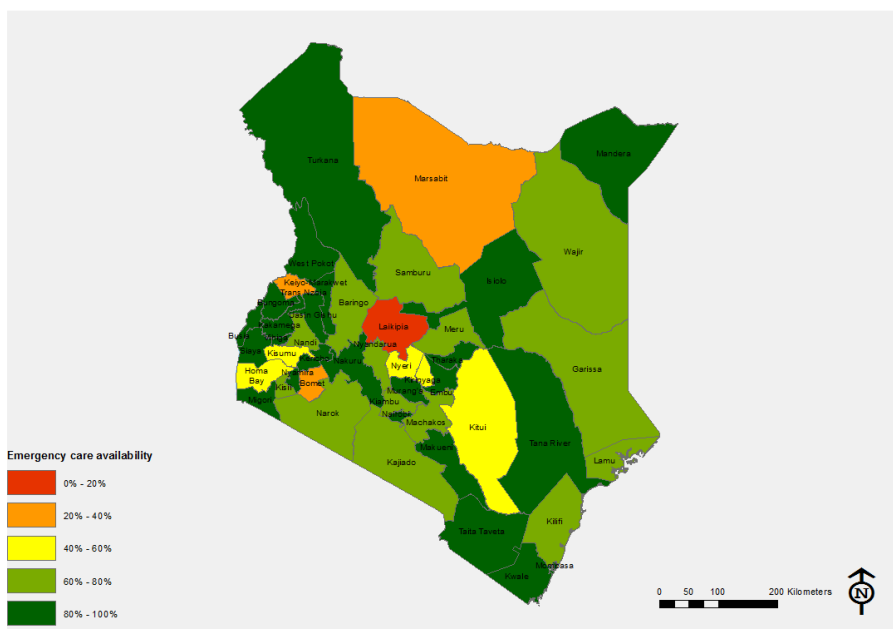 Turkana
Marsabit
Mandera
Wajir
West Pokot
Samburu
Isiolo
Keiyo-Marakwet
Trans Nzoia
Baringo
Bungoma
Uasin Gishu
Laikipia
Meru
Kakamega
Busia
Vihiga
Nandi
Nyandarua
Siaya
Kisumu
Kericho
Nakuru
Nyeri
Tharaka
Garissa
Homa
Bay
Nyamira
Bomet
Kirinyaga
Kisii
Murang'a
Embu
Migori
Kiambu
Narok
Nairobi
Machakos
Kitui
Makueni
Tana River
Kajiado
Lamu
Kilifi
Taita Taveta
Mombasa
Kwale
Emergency care availability
0% - 20%
20% - 40%
40% - 60%
60% - 80%
80% - 100%
0 50 100 200 Kilometers
N